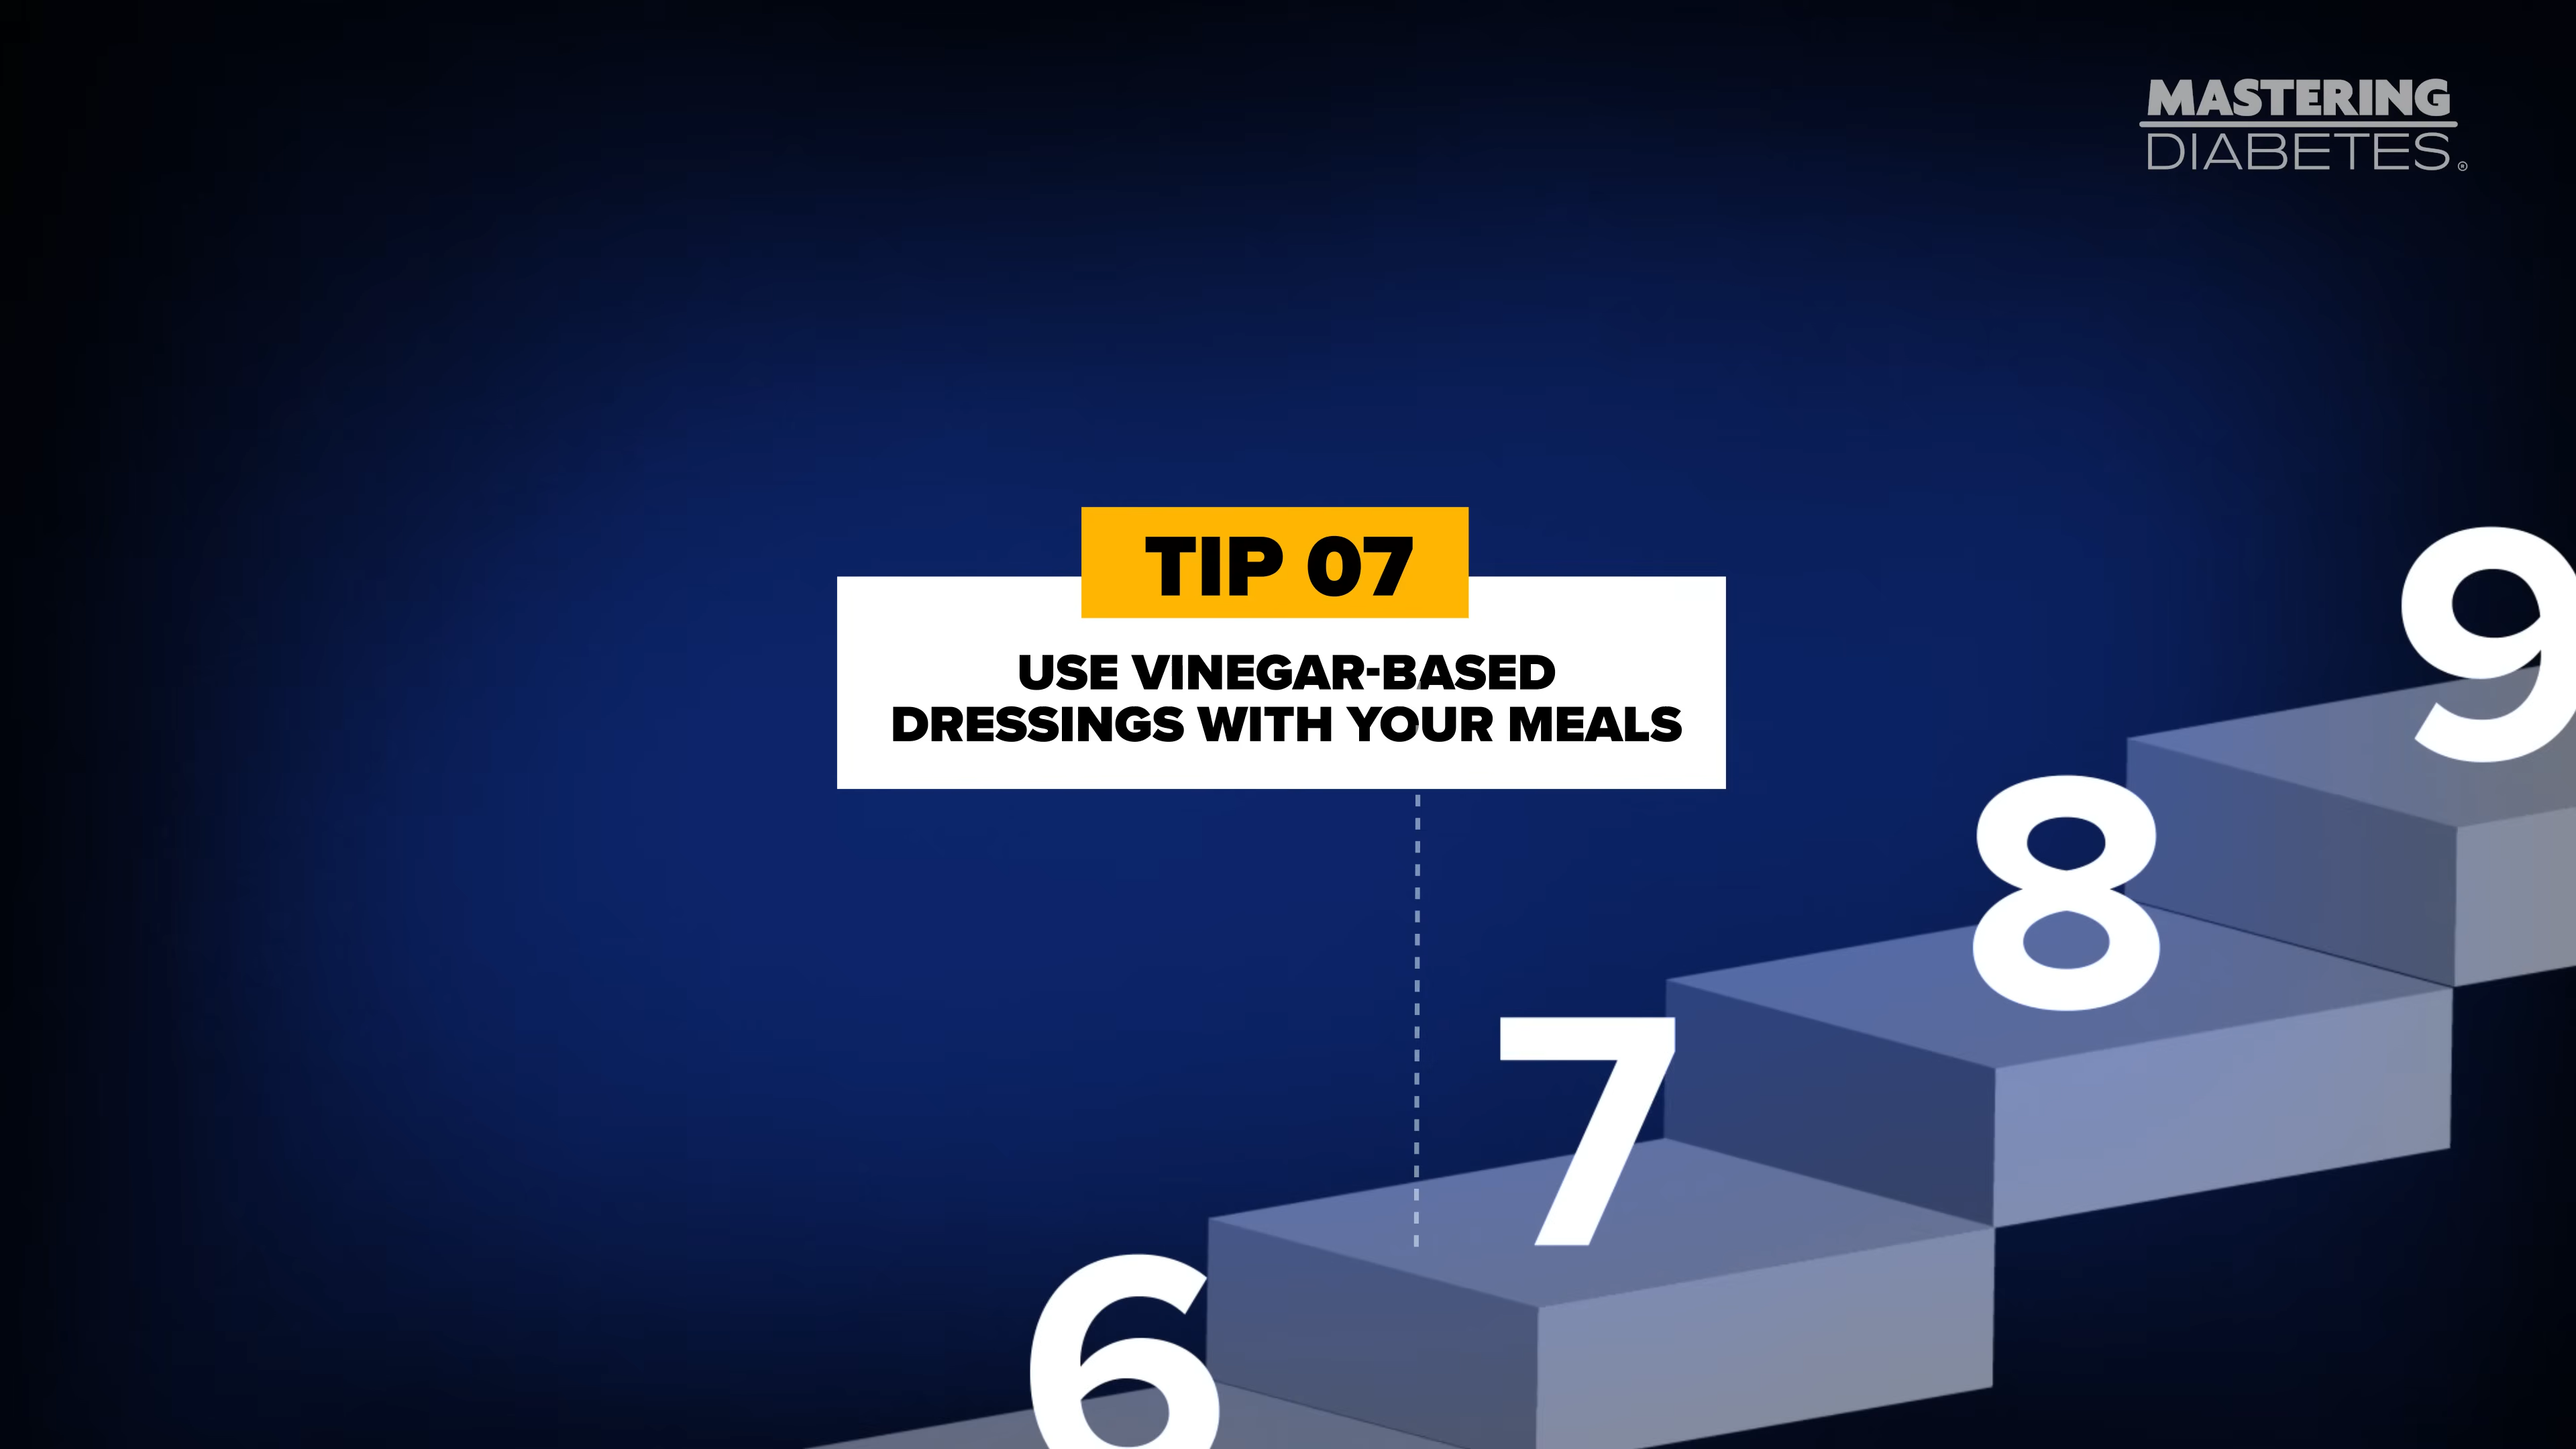 MASTERING
DIABETES®
TIP 07
USE VINEGAR-BASED
DRESSINGS WITH YOUR MEALS
9
8
7
6